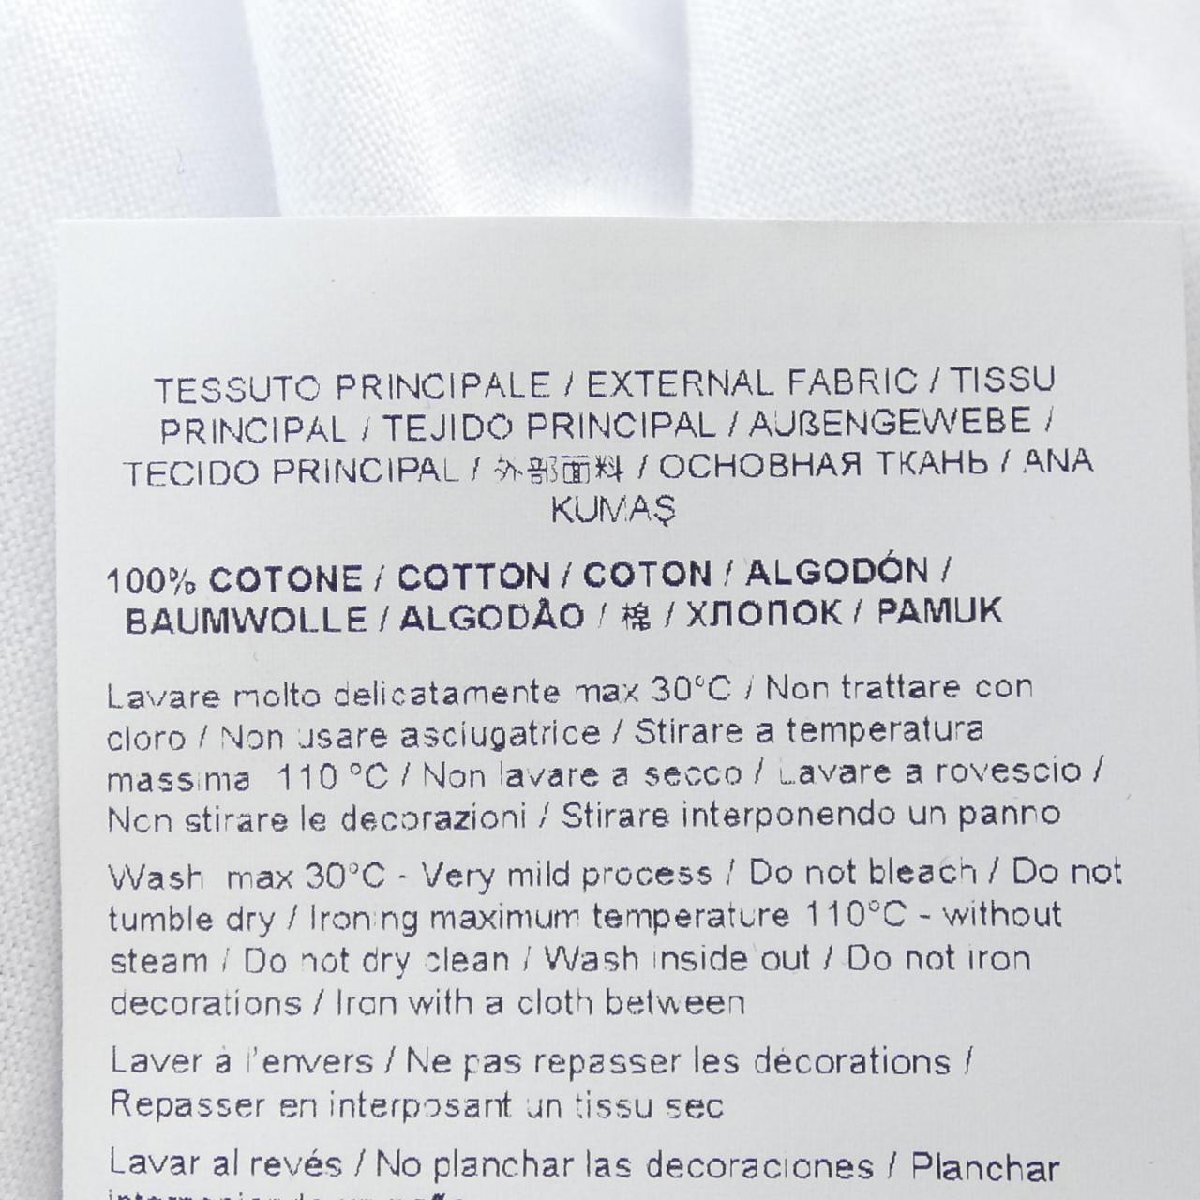 TESSUTO PRINCIPALE / EXTERNAL FABRIC / TISSU
PRINCIPAL / TEJIDO PRINCIPAL / AUßENGEWEBE /
TECIDO PRINCIPAL / 外部面料 / ОСНОВНАЯ ТКАНЬ / ANA
KUMAŞ
100% COTONE / COTTON / COTON / ALGODÓN /
BAUMWOLLE / ALGODÃO / 棉 / ХЛОПОК / PAMUK
Lavare molto delicatamente max 30°C / Non trattare con
cloro / Non usare asciugatrice / Stirare a temperatura
massima 110 °C / Non lavare a secco / Lavare a rovescio /
Non stirare le decorazioni / Stirare interponendo un panno
Wash max 30°C - Very mild process / Do not bleach / Do not
tumble dry / Ironing maximum temperature 110°C - without
steam / Do not dry clean / Wash inside out / Do not iron
decorations / Iron with a cloth between
Laver à l'envers / Ne pas repasser les décorations /
Repasser en interposant un tissu sec
Lavar al revés / No planchar las decoraciones / Planchar